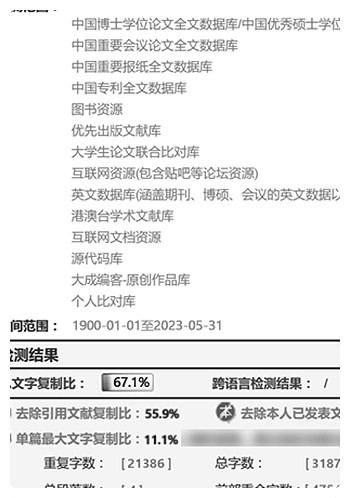 中国博士学位论文全文数据库/中国优秀硕士学位
中国重要会议论文全文数据库
中国重要报纸全文数据库
中国专利全文数据库
图书资源
优先出版文献库
大学生论文联合比对库
互联网资源(包含贴吧等论坛资源)
英文数据库(涵盖期刊、博硕、会议的英文数据以
港澳台学术文献库
互联网文档资源
源代码库
大成编客-原创作品库
个人比对库
间范围： 1900-01-01至2023-05-31
检测结果
文字复制比： 67.1% 跨语言检测结果： /
去除引用文献复制比：55.9% 本 去除本人已发表文
单篇最大文字复制比：11.1%
重复字数： [21386] 总字数： [3187